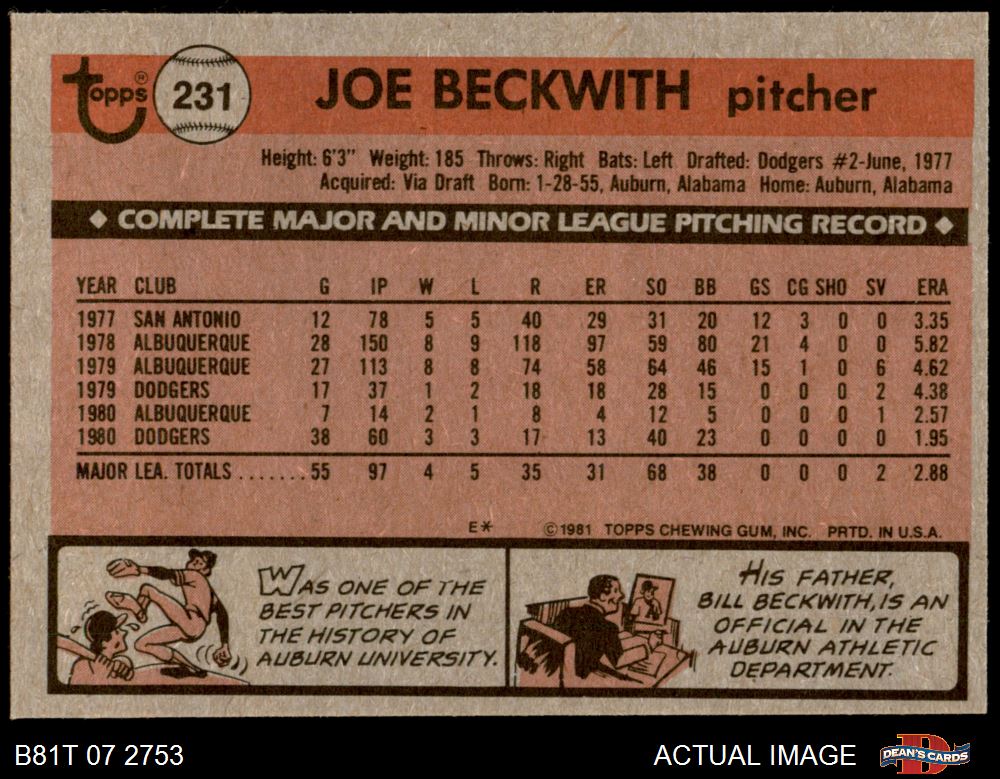 Topps®
231
JOE BECKWITH pitcher
Height: 6'3" Weight: 185 Throws: Right Bats: Left Drafted: Dodgers #2-June, 1977
Acquired: Via Draft Born: 1-28-55, Auburn, Alabama Home: Auburn, Alabama
◆ COMPLETE MAJOR AND MINOR LEAGUE PITCHING RECORD ◆
YEAR CLUB G IP W L R ER SO BB GS CG SHO SV ERA
1977 SAN ANTONIO 12 78 5 5 40 29 31 20 12 3 0 0 3.35
1978 ALBUQUERQUE 28 150 8 9 118 97 59 80 21 4 0 0 5.82
1979 ALBUQUERQUE 27 113 8 8 74 58 64 46 15 1 0 6 4.62
1979 DODGERS 17 37 1 2 18 18 28 15 0 0 0 2 4.38
1980 ALBUQUERQUE 7 14 2 1 8 4 12 5 0 0 0 1 2.57
1980 DODGERS 38 60 3 3 17 13 40 23 0 0 0 0 1.95
MAJOR LEA. TOTALS ....... 55 97 4 5 35 31 68 38 0 0 0 2 2.88
E* ©1981 TOPPS CHEWING GUM, INC. PRTD. IN U.S.A.
WAS ONE OF THE
BEST PITCHERS IN
THE HISTORY OF
AUBURN UNIVERSITY.
HIS FATHER,
BILL BECKWITH, IS AN
OFFICIAL IN THE
AUBURN ATHLETIC
DEPARTMENT.
B81T 07 2753
ACTUAL IMAGE
DEAN'S CARDS